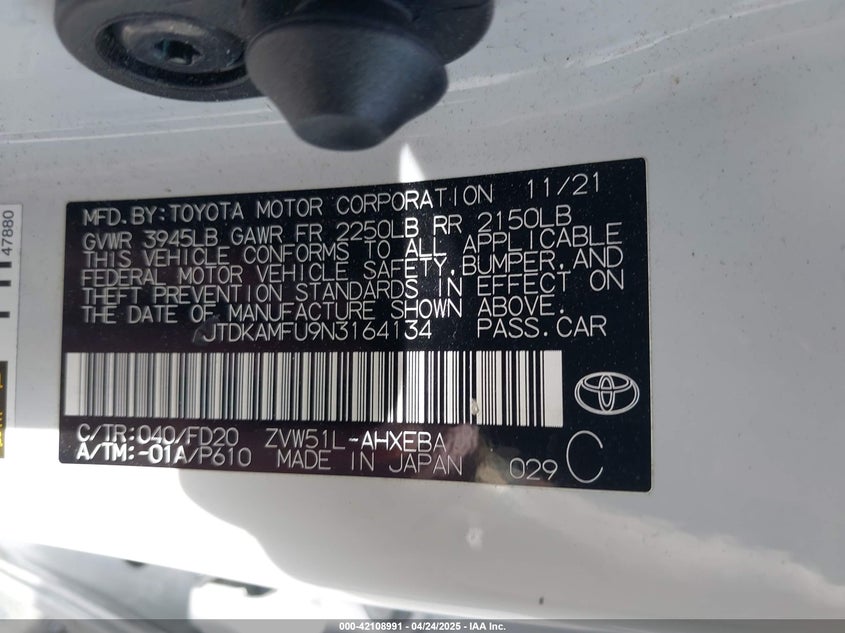 MFD. BY: TOYOTA MOTOR CORPORATION 11/21
GVWR 3945LB GAWR FR 2250LB RR 2150LB
THIS VEHICLE CONFORMS TO ALL APPLICABLE
FEDERAL MOTOR VEHICLE SAFETY, BUMPER, AND
THEFT PREVENTION STANDARDS IN EFFECT ON
THE DATE OF MANUFACTURE SHOWN ABOVE.
JTDKAMFU9N3164134 PASS. CAR
C/TR: 040/FD20 ZVW51L-AHXEBA
A/TM: -01A/P610 MADE IN JAPAN 029 C
47880
000-42108991 - 04/24/2025 - IAA Inc.